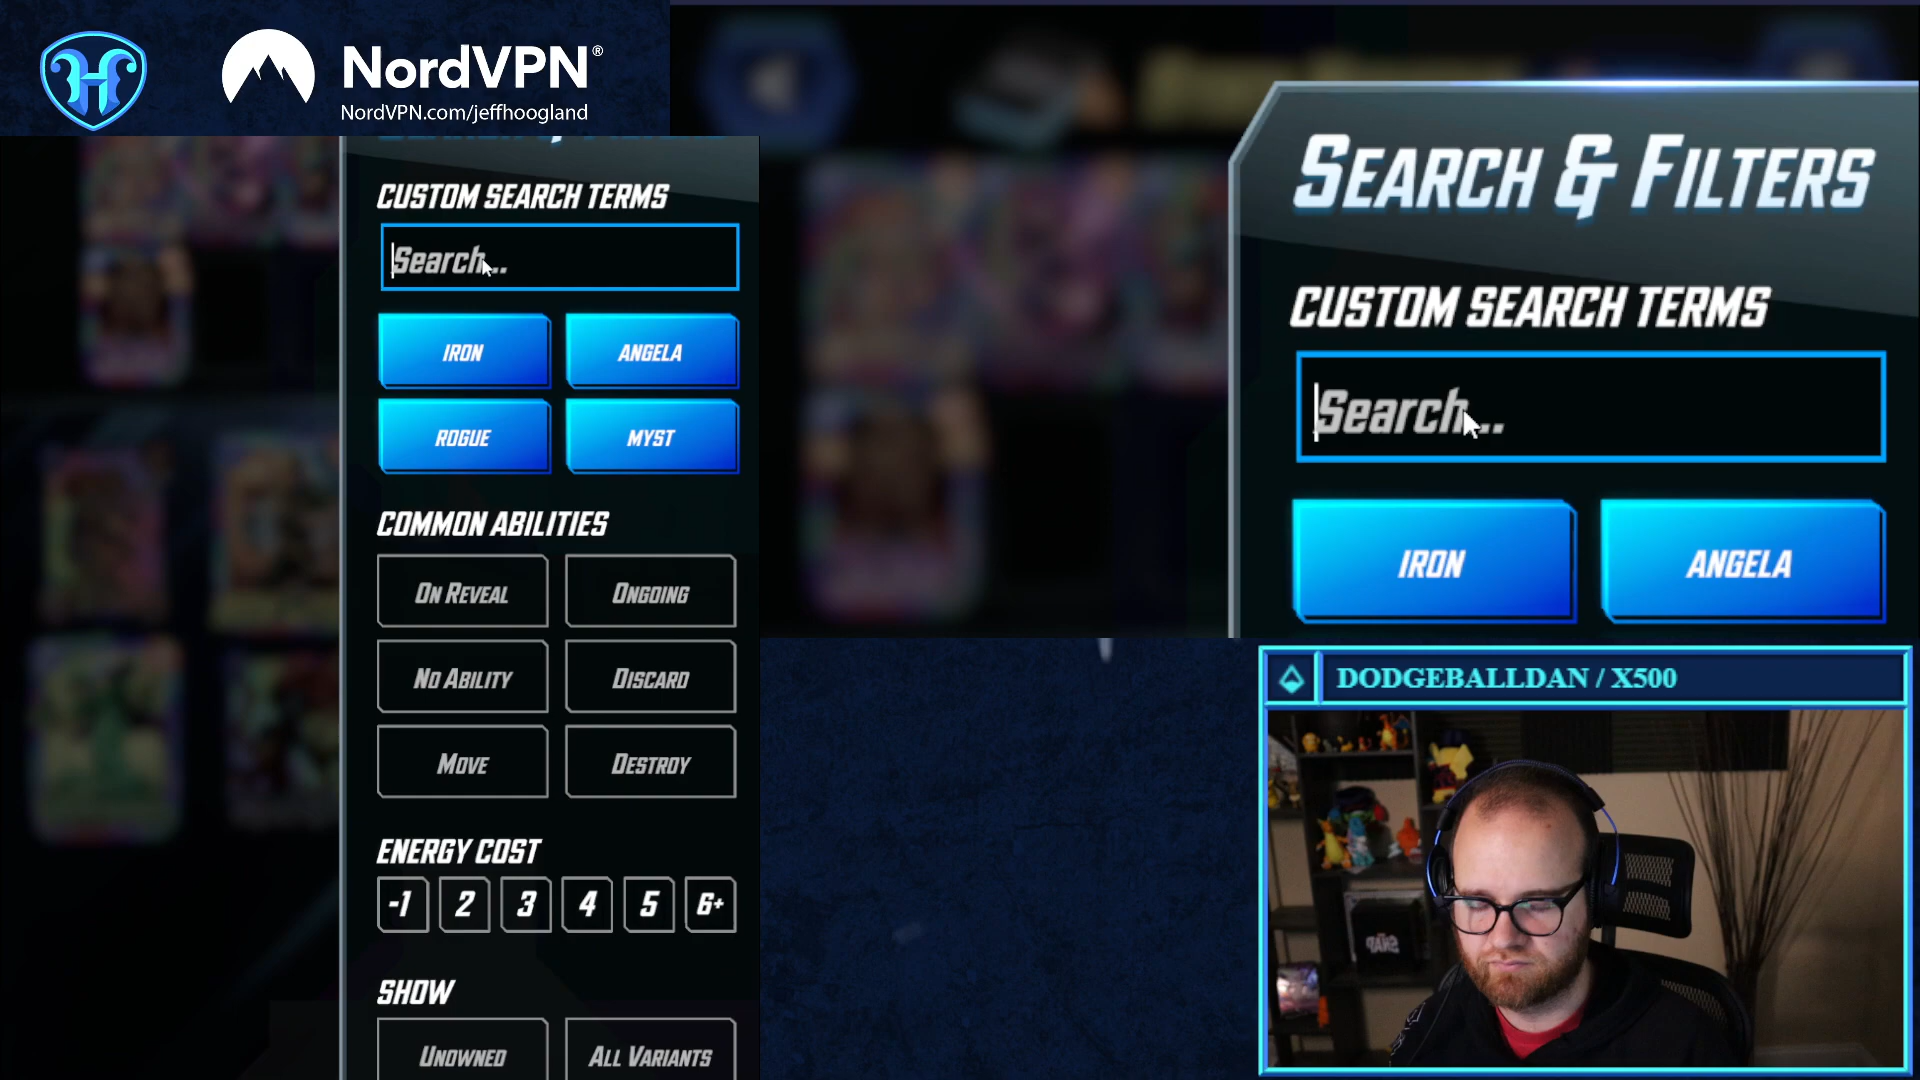 NordVPN®
NordVPN.com/jeffhoogland
CUSTOM SEARCH TERMS
Search...
IRON
ANGELA
ROGUE
MYST
COMMON ABILITIES
ON REVEAL
ONGOING
NO ABILITY
DISCARD
MOVE
DESTROY
ENERGY COST
-1 2 3 4 5 6+
SHOW
UNOWNED
ALL VARIANTS
SEARCH & FILTERS
CUSTOM SEARCH TERMS
Search...
IRON
ANGELA
DODGEBALLDAN / X500
SNAP